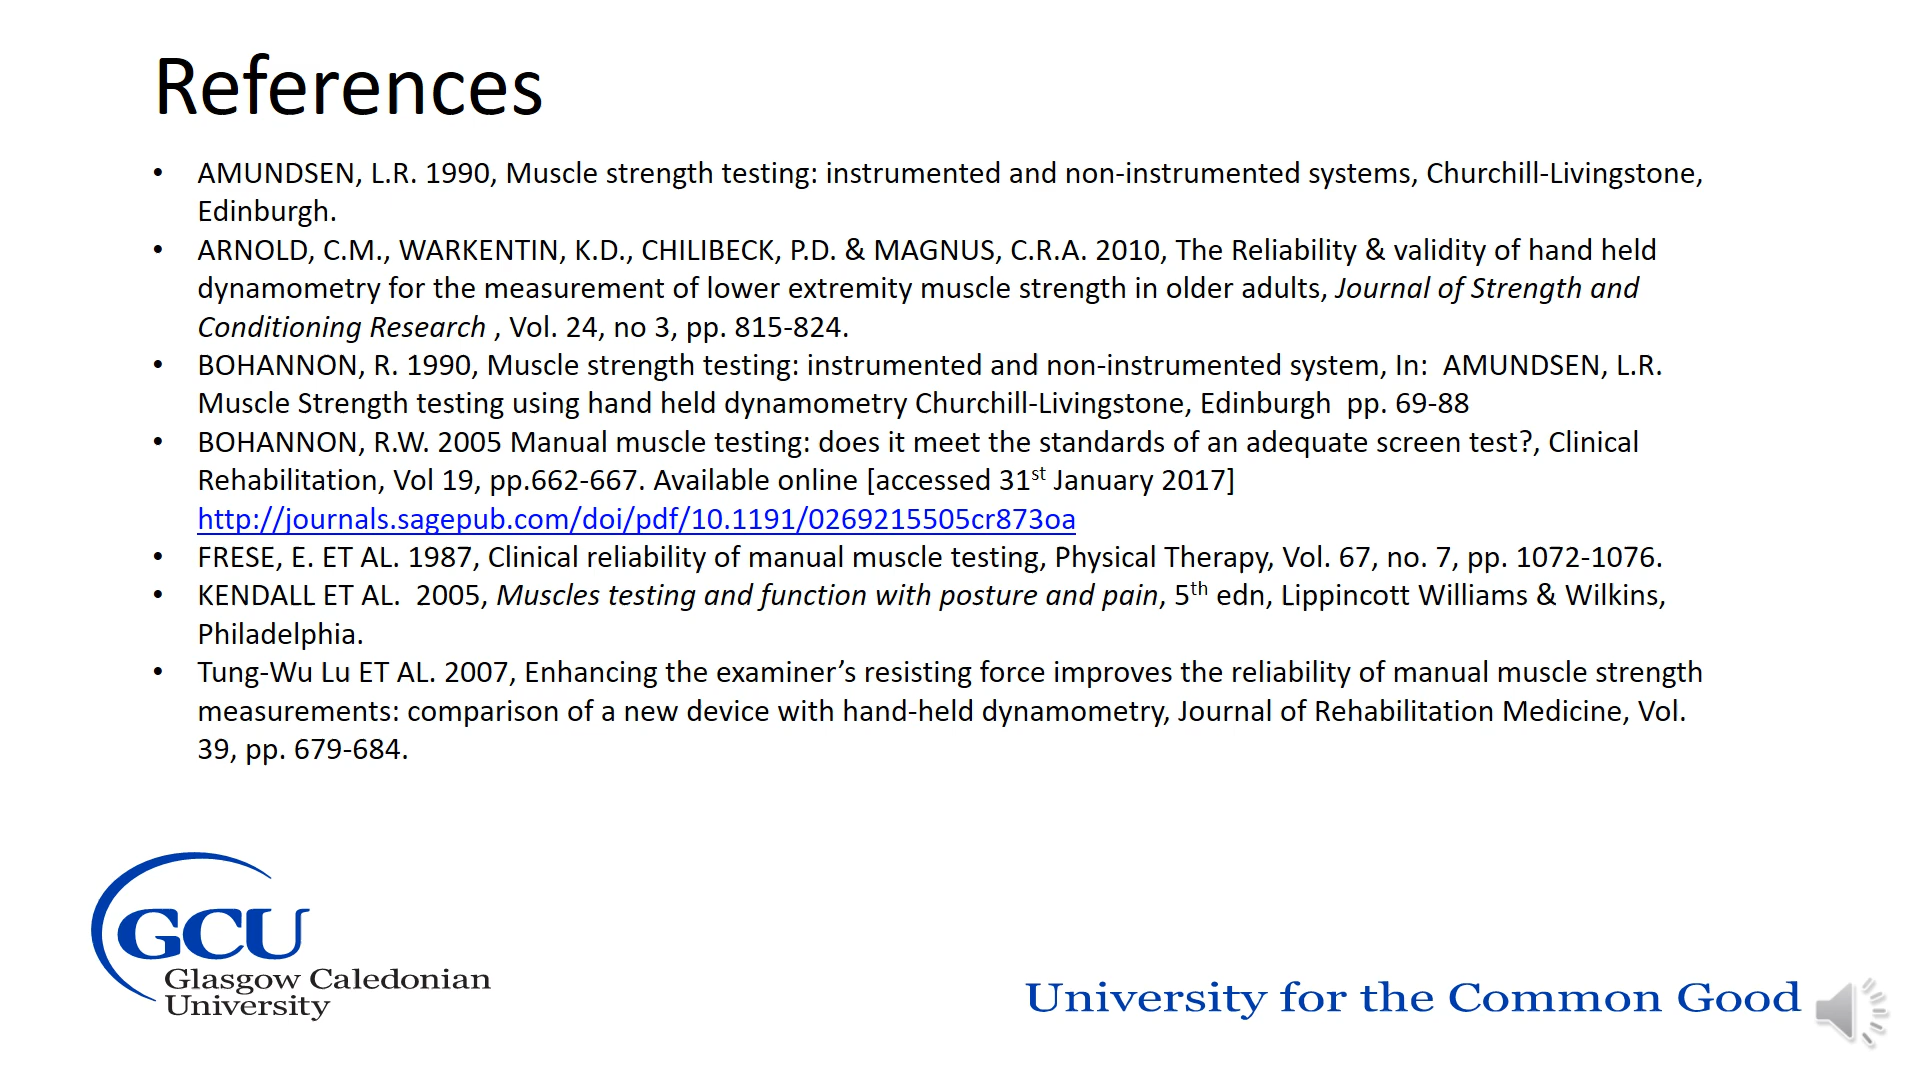 References
• AMUNDSEN, L.R. 1990, Muscle strength testing: instrumented and non-instrumented systems, Churchill-Livingstone,
Edinburgh.
• ARNOLD, C.M., WARKENTIN, K.D., CHILIBECK, P.D. & MAGNUS, C.R.A. 2010, The Reliability & validity of hand held
dynamometry for the measurement of lower extremity muscle strength in older adults, Journal of Strength and
Conditioning Research , Vol. 24, no 3, pp. 815-824.
• BOHANNON, R. 1990, Muscle strength testing: instrumented and non-instrumented system, In:  AMUNDSEN, L.R.
Muscle Strength testing using hand held dynamometry Churchill-Livingstone, Edinburgh  pp. 69-88
• BOHANNON, R.W. 2005 Manual muscle testing: does it meet the standards of an adequate screen test?, Clinical
Rehabilitation, Vol 19, pp.662-667. Available online [accessed 31st January 2017]
http://journals.sagepub.com/doi/pdf/10.1191/0269215505cr873oa
• FRESE, E. ET AL. 1987, Clinical reliability of manual muscle testing, Physical Therapy, Vol. 67, no. 7, pp. 1072-1076.
• KENDALL ET AL.  2005, Muscles testing and function with posture and pain, 5th edn, Lippincott Williams & Wilkins,
Philadelphia.
• Tung-Wu Lu ET AL. 2007, Enhancing the examiner’s resisting force improves the reliability of manual muscle strength
measurements: comparison of a new device with hand-held dynamometry, Journal of Rehabilitation Medicine, Vol.
39, pp. 679-684.
GCU
Glasgow Caledonian
University
University for the Common Good